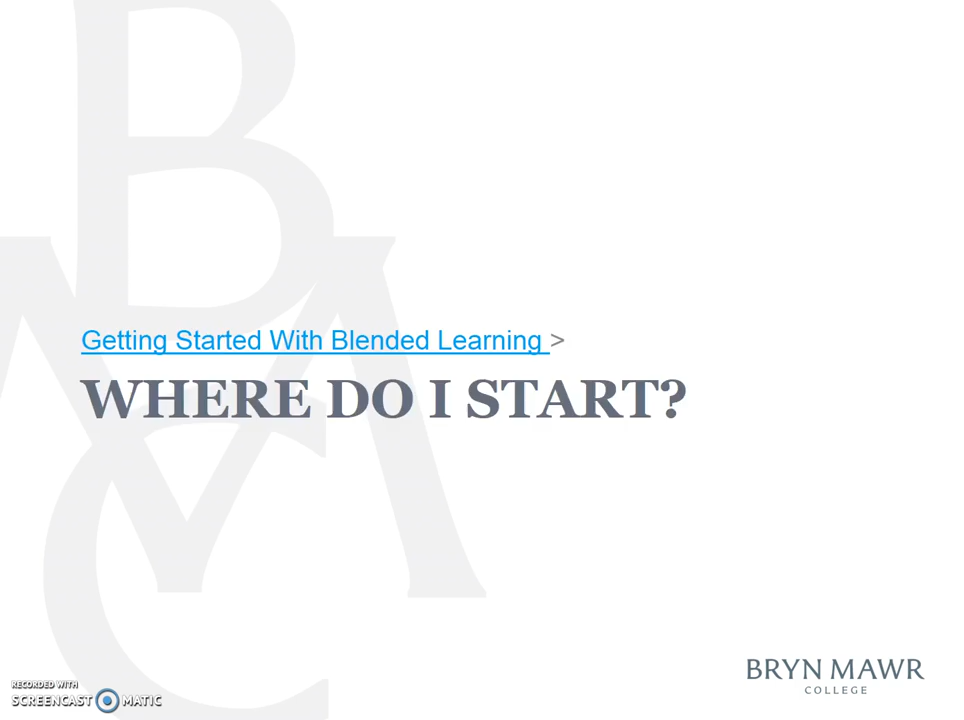 Getting Started With Blended Learning >
WHERE DO I START?
BRYN MAWR
COLLEGE
RECORDED WITH
SCREENCAST MATIC